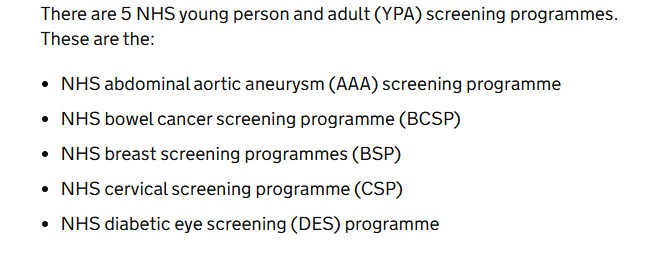 There are 5 NHS young person and adult (YPA) screening programmes.
These are the:
• NHS abdominal aortic aneurysm (AAA) screening programme
• NHS bowel cancer screening programme (BCSP)
• NHS breast screening programmes (BSP)
• NHS cervical screening programme (CSP)
• NHS diabetic eye screening (DES) programme